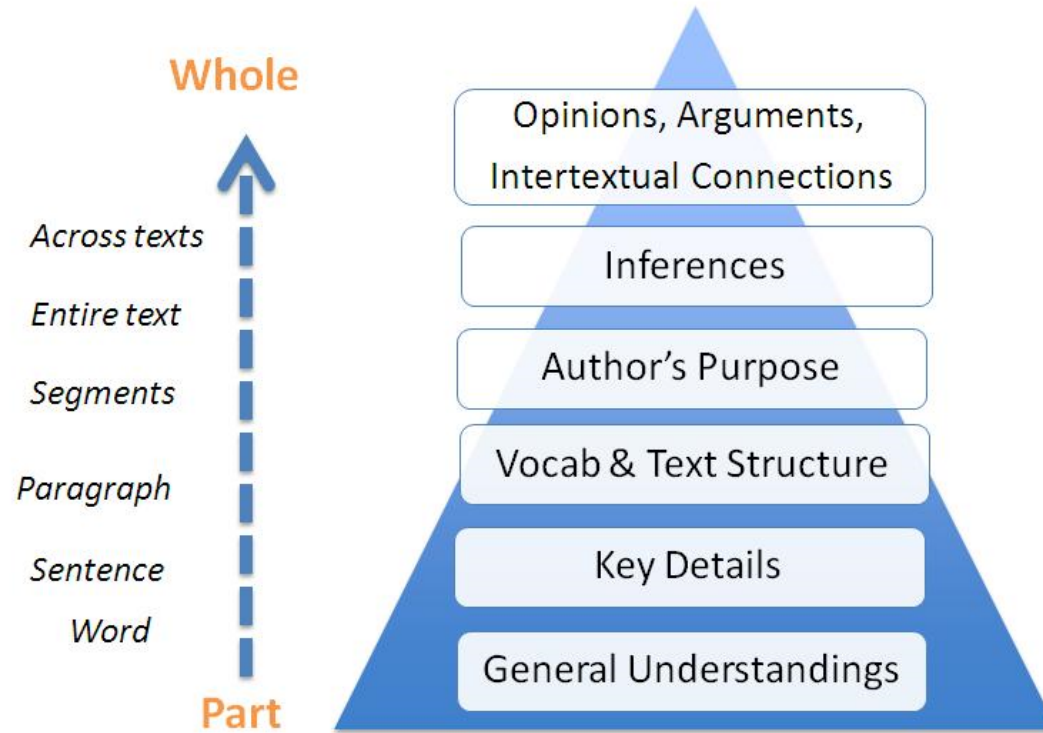 Whole
Across texts
Entire text
Segments
Paragraph
Sentence
Word
Part
Opinions, Arguments,
Intertextual Connections
Inferences
Author’s Purpose
Vocab & Text Structure
Key Details
General Understandings